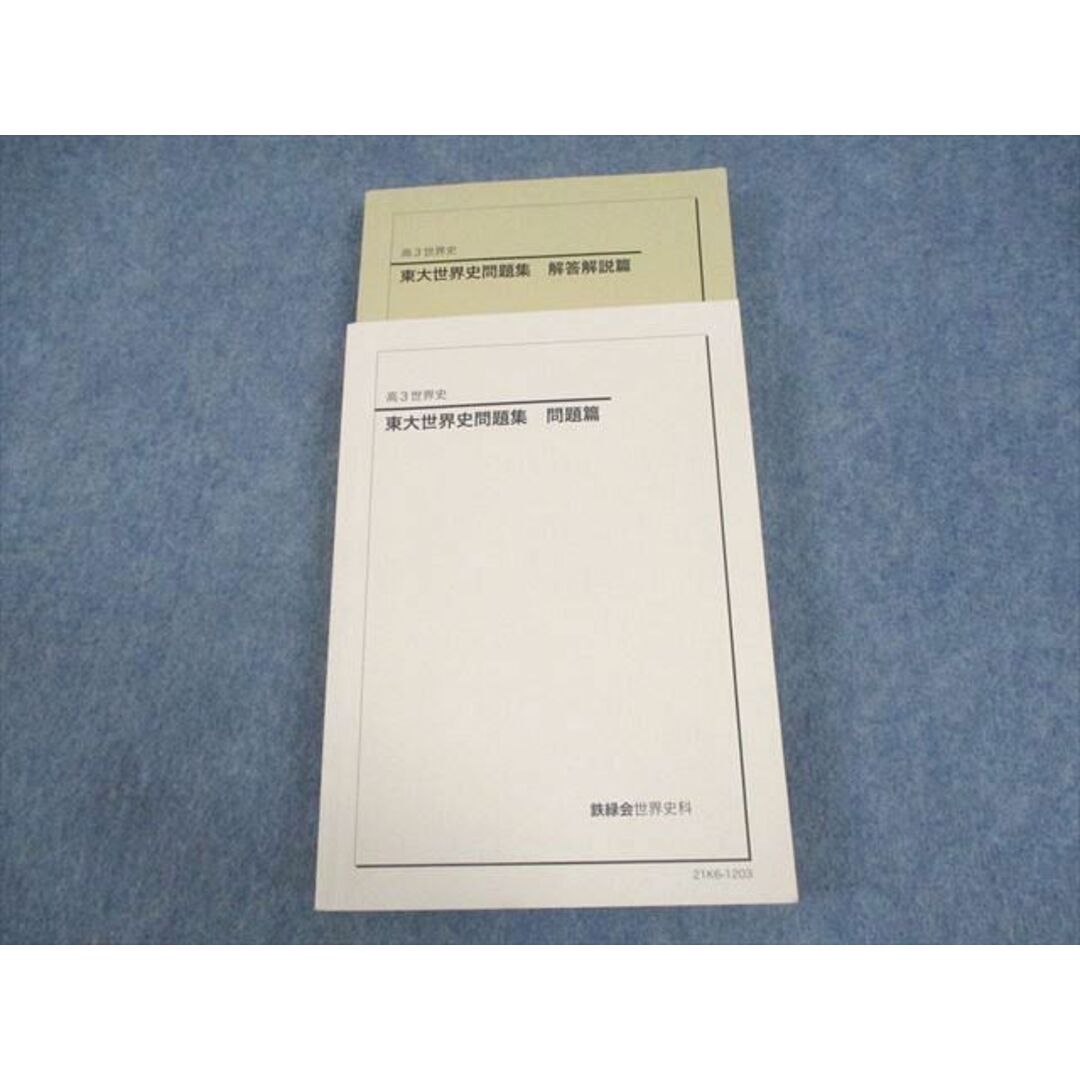 高3世界史
東大世界史問題集　解答解説篇
高3世界史
東大世界史問題集　問題篇
鉄緑会世界史科
21K6-1203